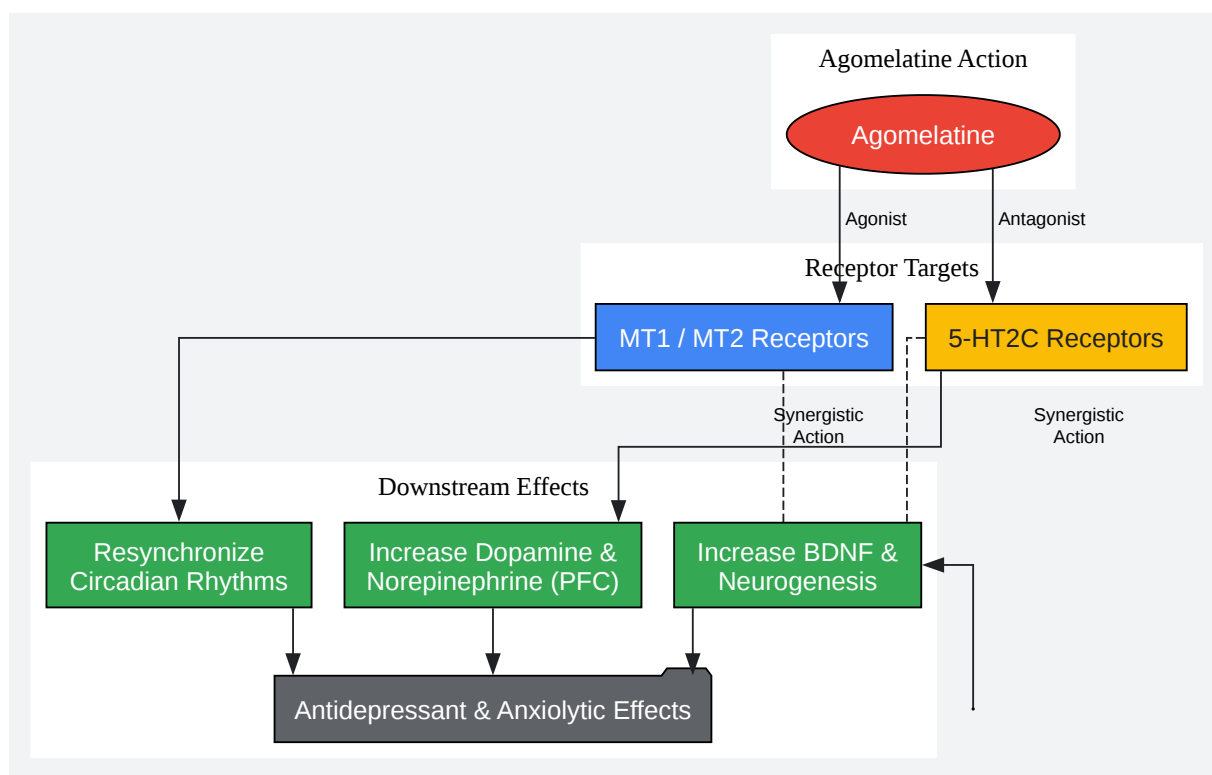 Agomelatine Action
Agomelatine
Agonist
Antagonist
Receptor Targets
MT1 / MT2 Receptors
5-HT2C Receptors
Synergistic
Action
Synergistic
Action
Downstream Effects
Resynchronize
Circadian Rhythms
Increase Dopamine &
Norepinephrine (PFC)
Increase BDNF &
Neurogenesis
Antidepressant & Anxiolytic Effects